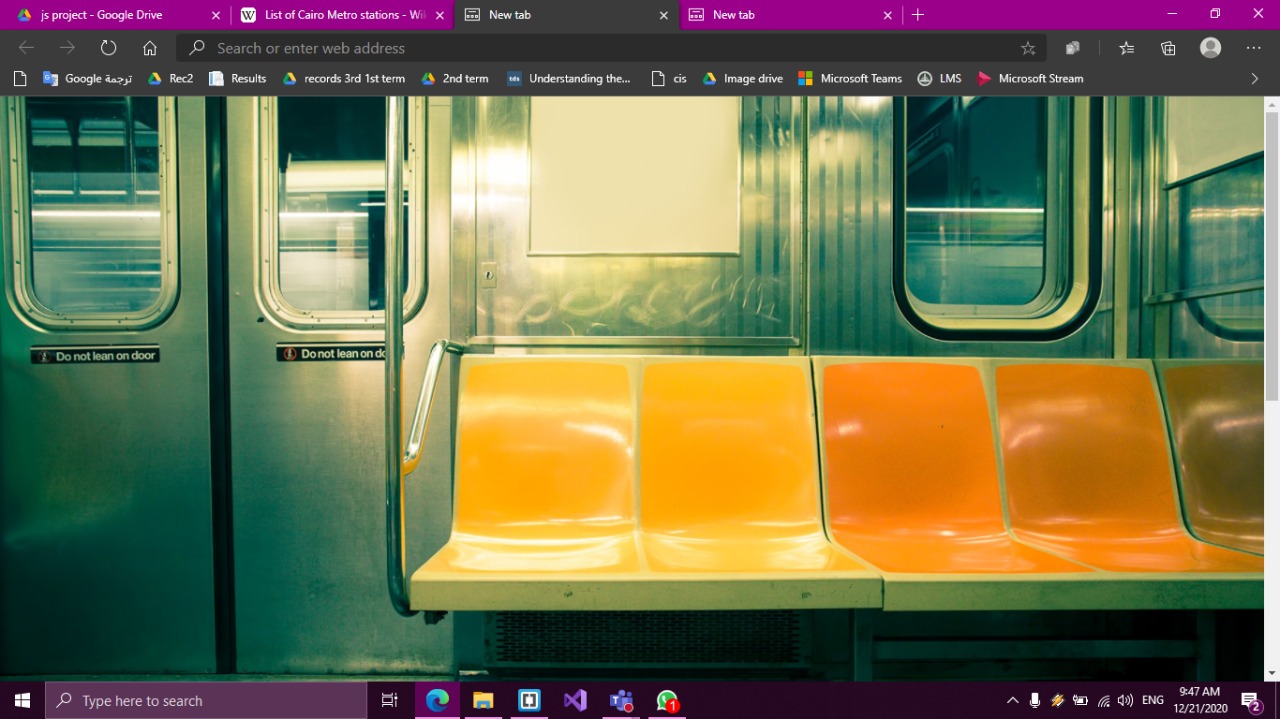 js project - Google Drive
List of Cairo Metro stations - Wik
New tab
New tab
Search or enter web address
Google ترجمة
Rec2
Results
records 3rd 1st term
2nd term
tds
Understanding the...
cis
Image drive
Microsoft Teams
LMS
Microsoft Stream
Do not lean on door
Do not lean on do
Type here to search
1
ENG
9:47 AM
12/21/2020
2